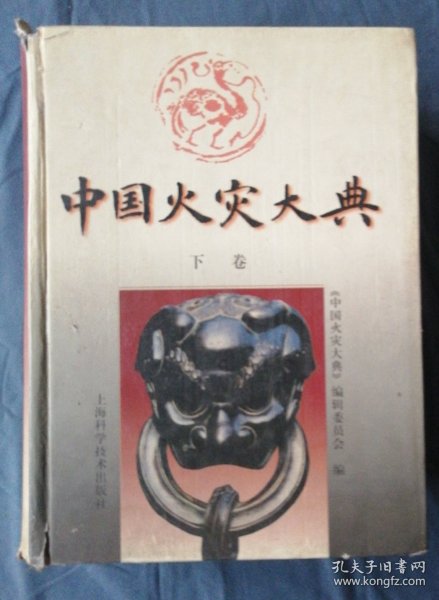 中国火灾大典
下卷
《中国火灾大典》编辑委员会 编
上海科学技术出版社
孔夫子旧书网
www.kongfz.com